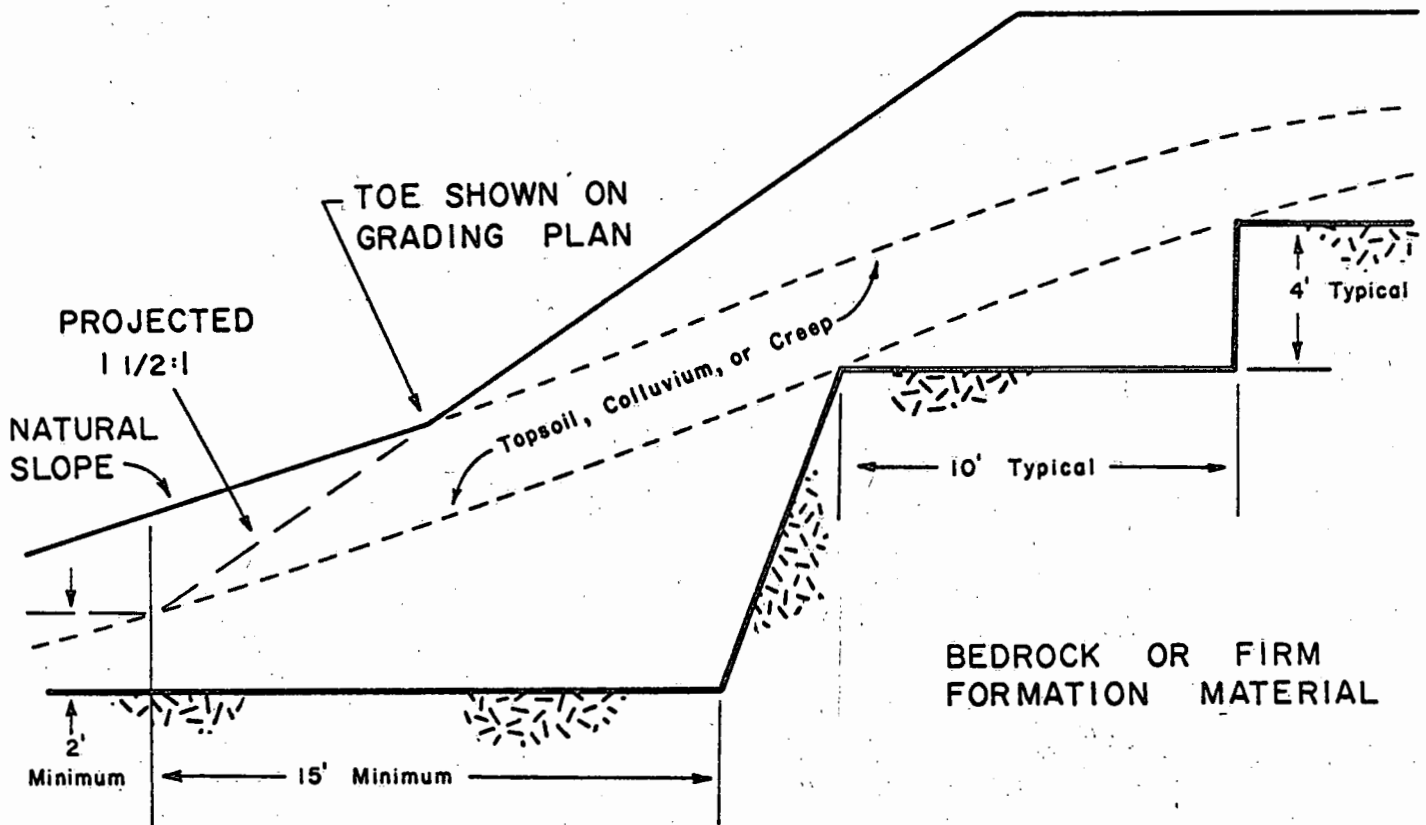 TOE SHOWN ON
GRADING PLAN
PROJECTED
1 1/2:1
NATURAL
SLOPE
Topsoil, Colluvium, or Creep
4' Typical
10' Typical
BEDROCK OR FIRM
FORMATION MATERIAL
2'
Minimum
15' Minimum